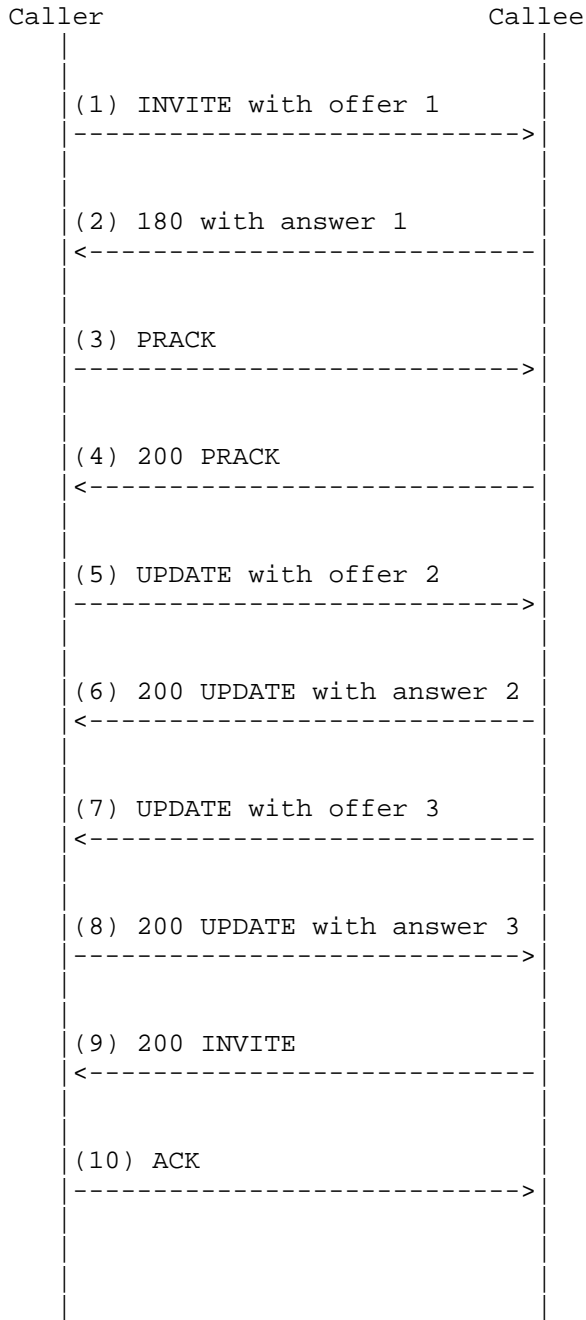 Caller Callee
(1) INVITE with offer 1
(2) 180 with answer 1
(3) PRACK
(4) 200 PRACK
(5) UPDATE with offer 2
(6) 200 UPDATE with answer 2
(7) UPDATE with offer 3
(8) 200 UPDATE with answer 3
(9) 200 INVITE
(10) ACK